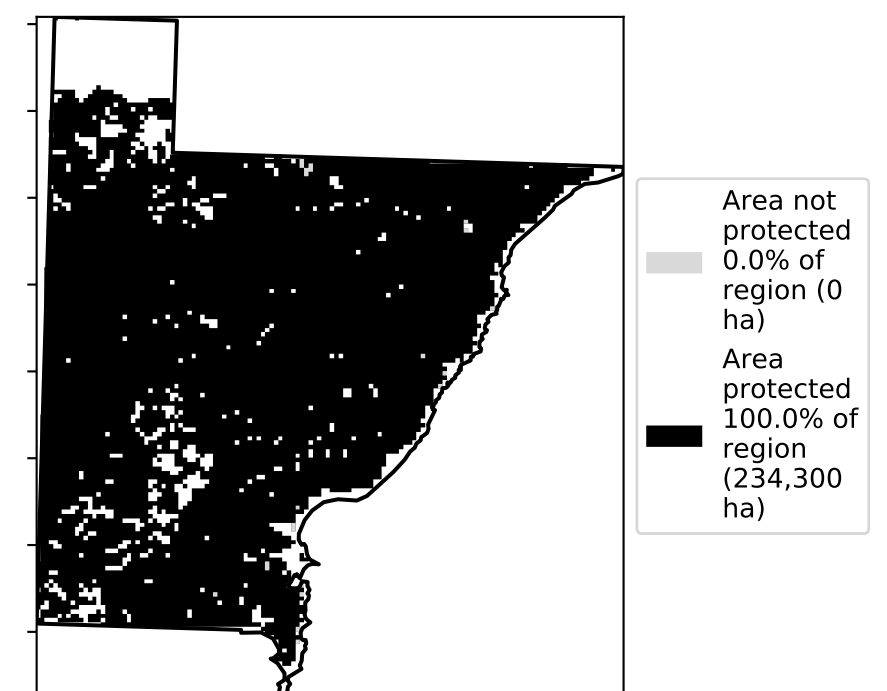 Area not
protected
0.0% of
region (0
ha)
Area
protected
100.0% of
region
(234,300
ha)